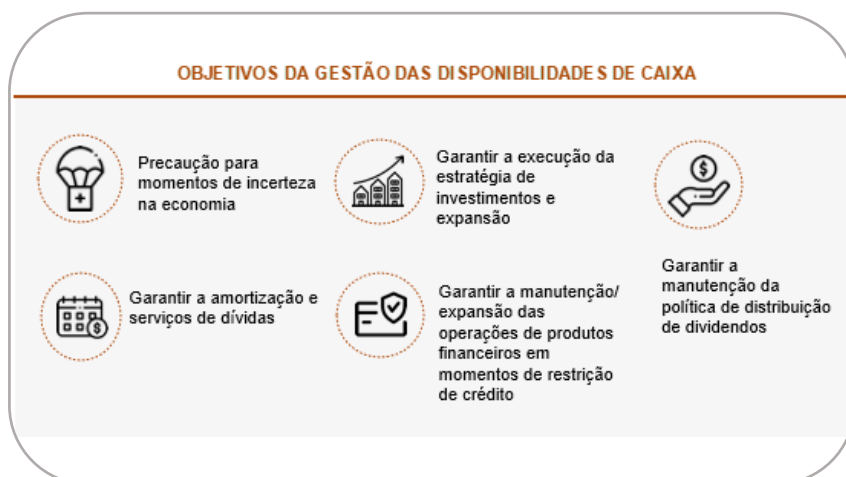 OBJETIVOS DA GESTÃO DAS DISPONIBILIDADES DE CAIXA
Precaução para
momentos de incerteza
na economia
Garantir a execução da
estratégia de
investimentos e
expansão
Garantir a
manutenção da
política de distribuição
de dividendos
Garantir a amortização e
serviços de dívidas
Garantir a manutenção/
expansão das
operações de produtos
financeiros em
momentos de restrição
de crédito